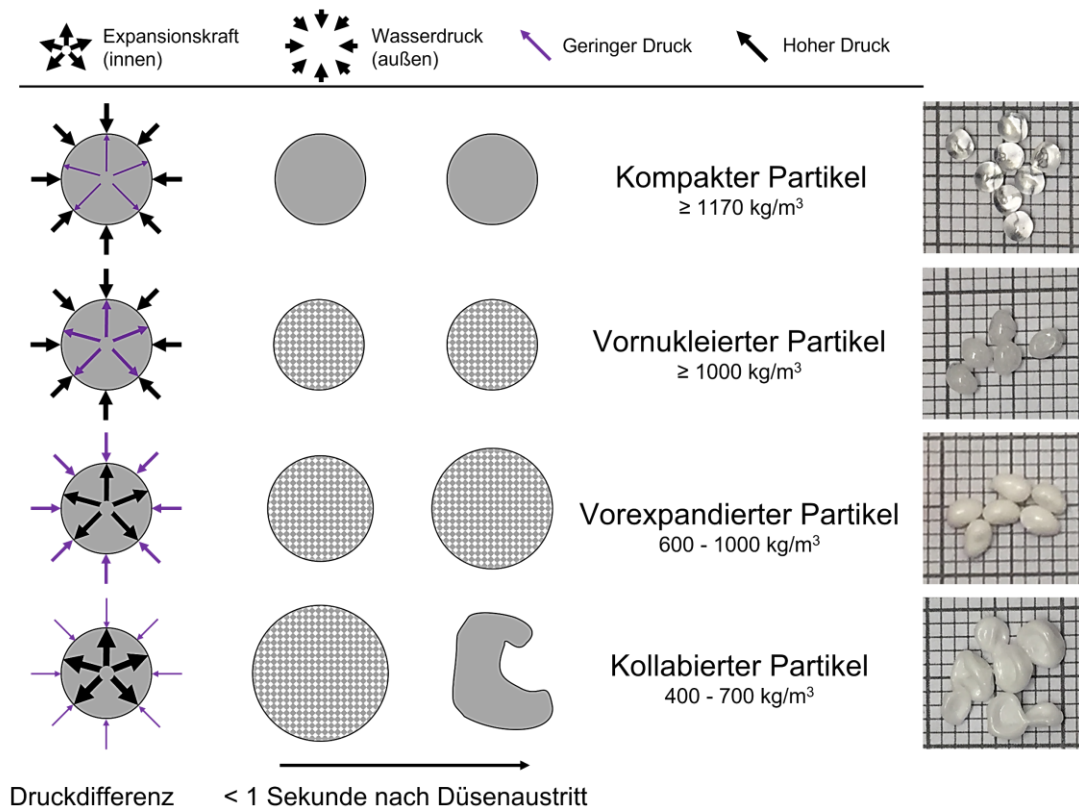 Expansionskraft
(innen)
Wasserdruck
(außen)
Geringer Druck
Hoher Druck
Kompakter Partikel
≥ 1170 kg/m³
Vornukleierter Partikel
≥ 1000 kg/m³
Vorexpandierter Partikel
600 - 1000 kg/m³
Kollabierter Partikel
400 - 700 kg/m³
Druckdifferenz
< 1 Sekunde nach Düsenaustritt